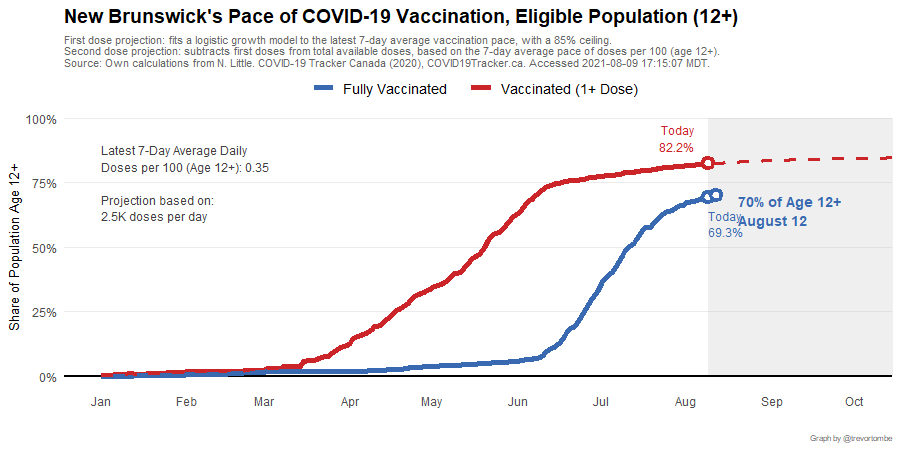 New Brunswick's Pace of COVID-19 Vaccination, Eligible Population (12+)
First dose projection: fits a logistic growth model to the latest 7-day average vaccination pace, with a 85% ceiling.
Second dose projection: subtracts first doses from total available doses, based on the 7-day average pace of doses per 100 (age 12+).
Source: Own calculations from N. Little. COVID-19 Tracker Canada (2020), COVID19Tracker.ca. Accessed 2021-08-09 17:15:07 MDT.
Fully Vaccinated
Vaccinated (1+ Dose)
Share of Population Age 12+
100%
75%
50%
25%
0%
Latest 7-Day Average Daily
Doses per 100 (Age 12+): 0.35
Projection based on:
2.5K doses per day
Today
82.2%
70% of Age 12+
August 12
Today
69.3%
Jan
Feb
Mar
Apr
May
Jun
Jul
Aug
Sep
Oct
Graph by @trevortombe